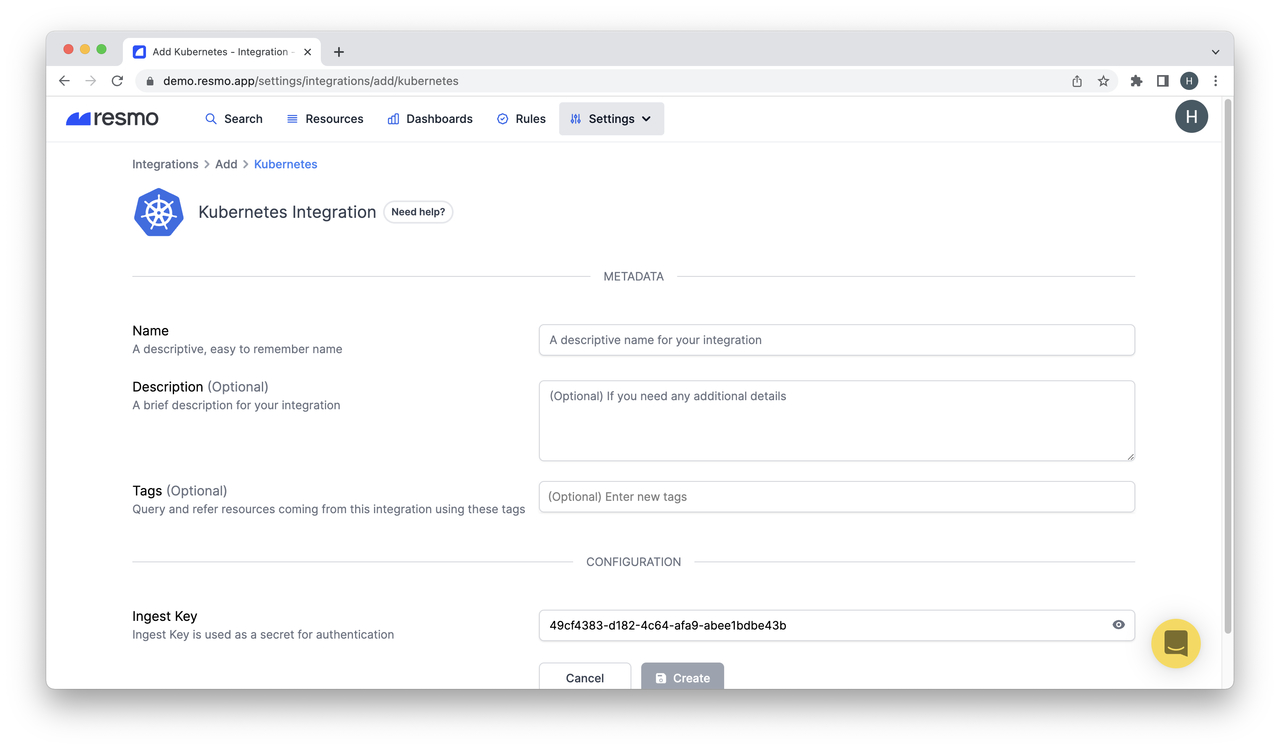 Add Kubernetes - Integration -
demo.resmo.app/settings/integrations/add/kubernetes
H
resmo Search Resources Dashboards Rules Settings H
Integrations > Add > Kubernetes
Kubernetes Integration Need help?
METADATA
Name
A descriptive, easy to remember name
A descriptive name for your integration
Description (Optional)
A brief description for your integration
(Optional) If you need any additional details
Tags (Optional)
Query and refer resources coming from this integration using these tags
(Optional) Enter new tags
CONFIGURATION
Ingest Key
Ingest Key is used as a secret for authentication
49cf4383-d182-4c64-afa9-abee1bdbe43b
Cancel Create